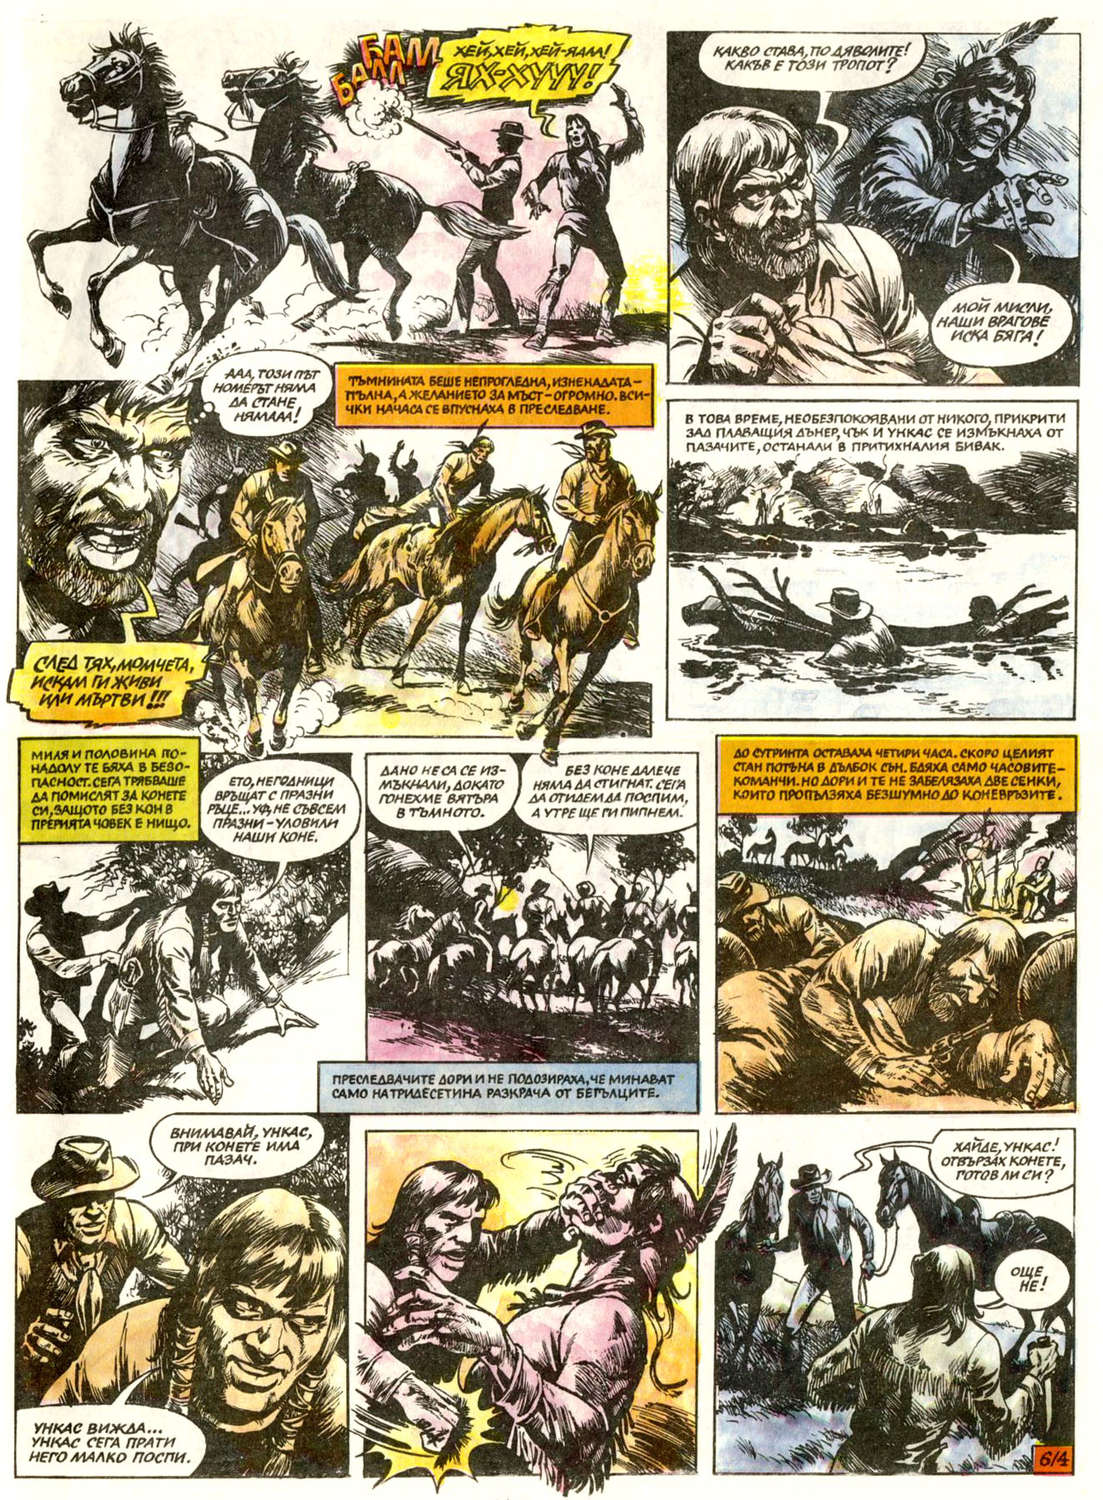 БАМ
БАМ
ХЕЙ, ХЕЙ, ХЕЙ-ЯАЛА!
ЯХ-ХУУУ!
КАКВО СТАВА, ПО ДЯВОЛИТЕ!
КАКЪВ Е ТОЗИ ТРОПОТ?
МОЙ МИСЛИ,
НАШИ ВРАГОВЕ
ИСКА БЯГА!
ААА, ТОЗИ ПЪТ
НОМЕРЪТ НЯМА
ДА СТАНЕ
НЯМААА!
ТЪМНИНАТА БЕШЕ НЕПРОГЛЕДНА, ИЗНЕНАДАТА-
ПЪЛНА, А ЖЕЛАНИЕТО ЗА МЪСТ-ОГРОМНО. ВСИ-
ЧКИ НАЧАСА СЕ ВПУСНАХА В ПРЕСЛЕДВАНЕ.
СЛЕД ТЯХ, МОМЧЕТА,
ИСКАМ ГИ ЖИВИ
ИЛИ МЪРТВИ!!!
В ТОВА ВРЕМЕ, НЕОБЕЗПОКОЯВАНИ ОТ НИКОГО, ПРИКРИТИ
ЗАД ПЛАВАЩИЯ ДЪНЕР, ЧЪК И УНКАС СЕ ИЗМЪКНАХА ОТ
ПАЗАЧИТЕ, ОСТАНАЛИ В ПРИТИХНАЛИЯ БИВАК.
МИЛЯ И ПОЛОВИНА ПО-
НАДОЛУ ТЕ БЯХА В БЕЗО-
ПАСНОСТ. СЕГА ТРЯБВАШЕ
ДА ПОМИСЛЯТ ЗА КОНЕТЕ
СИ, ЗАЩОТО БЕЗ КОН В
ПРЕРИЯТА ЧОВЕК Е НИЩО.
ЕТО, НЕГОДНИЦИ
ВРЪЩАТ С ПРАЗНИ
РЪЦЕ... УФ, НЕ СЪВСЕМ
ПРАЗНИ-УЛОВИЛИ
НАШИ КОНЕ.
ДАНО НЕ СА СЕ ИЗ-
МЪКНАЛИ, ДОКАТО
ГОНЕХМЕ ВЯТЪРА
В ТЪМНОТО.
БЕЗ КОНЕ ДАЛЕЧЕ
НЯМА ДА СТИГНАТ. СЕГА
ДА ОТИДЕМ ДА ПОСПИМ,
А УТРЕ ЩЕ ГИ ПИПНЕМ.
ПРЕСЛЕДВАЧИТЕ ДОРИ И НЕ ПОДОЗИРАХА, ЧЕ МИНАВАТ
САМО НА ТРИДЕСЕТИНА РАЗКРАЧА ОТ БЕГЪЛЦИТЕ.
ДО СУТРИНТА ОСТАВАХА ЧЕТИРИ ЧАСА. СКОРО ЦЕЛИЯТ
СТАН ПОТЪНА В ДЪЛБОК СЪН. БДЯХА САМО ЧАСОВИТЕ-
КОМАНЧИ. НО ДОРИ И ТЕ НЕ ЗАБЕЛЯЗАХА ДВЕ СЕНКИ,
КОИТО ПРОПЪЛЗЯХА БЕЗШУМНО ДО КОНЕВРЪЗИТЕ.
ВНИМАВАЙ, УНКАС,
ПРИ КОНЕТЕ ИМА
ПАЗАЧ.
УНКАС ВИЖДА...
УНКАС СЕГА ПРАТИ
НЕГО МАЛКО ПОСПИ.
ХАЙДЕ, УНКАС!
ОТВЪРЗАХ КОНЕТЕ,
ГОТОВ ЛИ СИ?
ОЩЕ
НЕ!
6/4